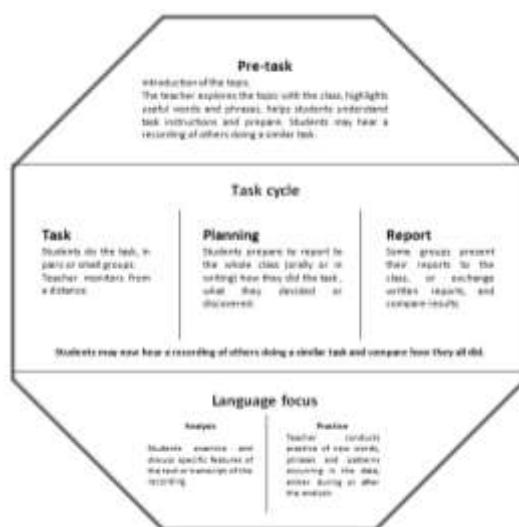 Pre-task
Introduction of the topic
The teacher explores the topic with the class, highlights
useful words and phrases, helps students understand
task instructions and prepare. Students may hear a
recording of others doing a similar task.
Task cycle
Task
Students do the task, in
pairs or small groups.
Teacher monitors from
a distance.
Planning
Students prepare to report to
the whole class (orally or in
writing) how they did the task,
what they decided or
discovered.
Report
Some groups present
their reports to the
class, or exchange
written reports, and
compare results.
Students may now hear a recording of others doing a similar task and compare how they all did.
Language focus
Analysis
Students examine and
discuss specific features of
the text or transcript of the
recording.
Practice
Teacher conducts
practice of new words,
phrases and patterns
occurring in the data,
either during or after
the analysis.